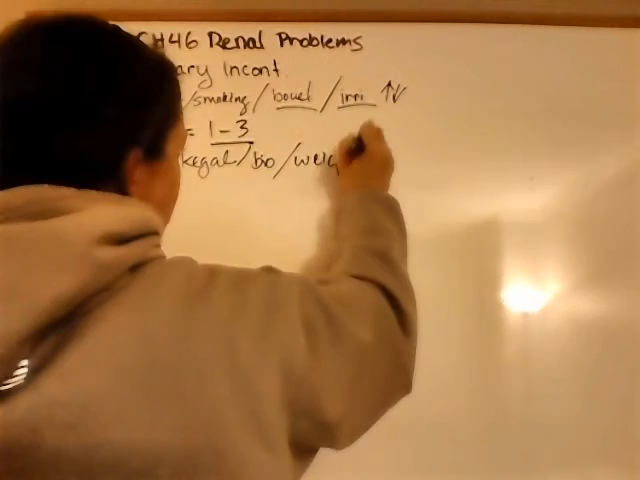 CH46 Renal Problems
ary Incont
/smoking/bowel/irri ↑↓
= 1-3
kegal/bio/weig